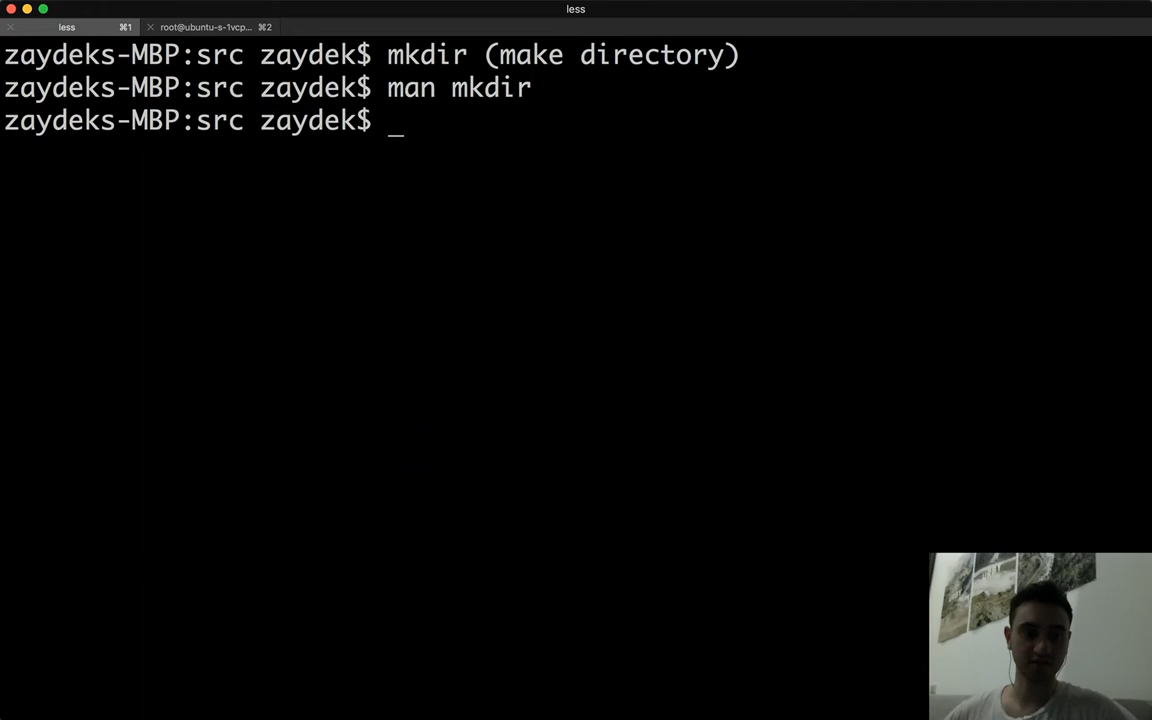 less
less ⌘1
root@ubuntu-s-1vcp... ⌘2
zaydeks-MBP:src zaydek$ mkdir (make directory)
zaydeks-MBP:src zaydek$ man mkdir
zaydeks-MBP:src zaydek$ _